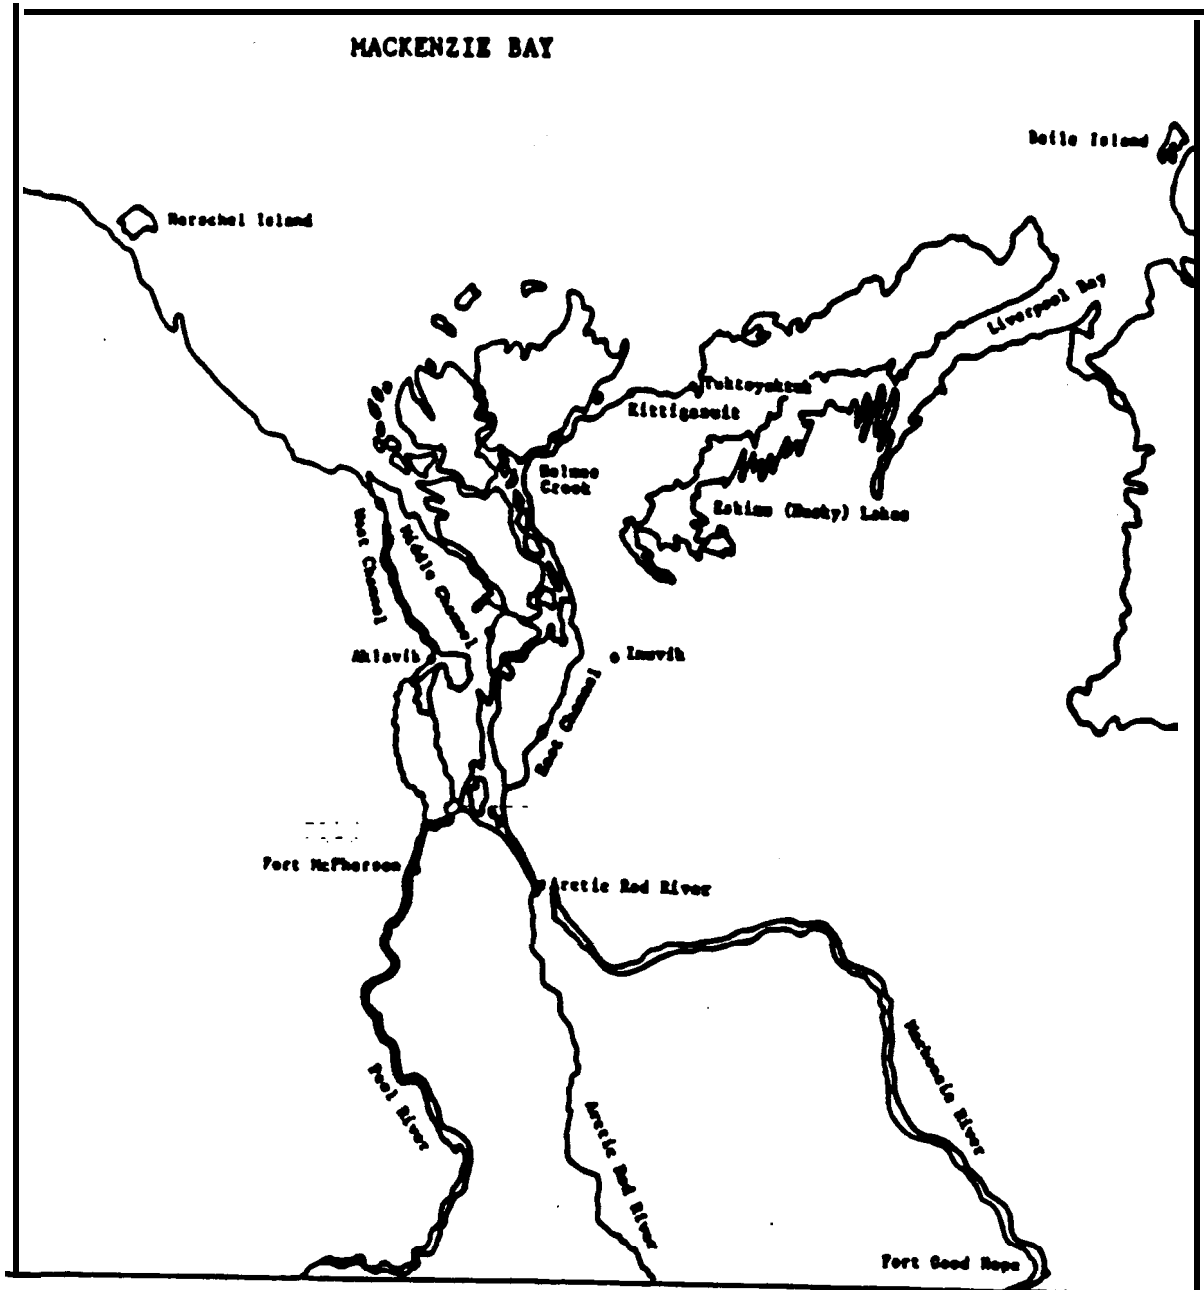 MACKENZIE BAY
Baile Island
Herschel Island
Liverpool Bay
Tuktoyaktuk
Kittigazuit
Holmes
Creek
Eskimo (Husky) Lakes
West Channel
Middle Channel
Aklavik
Inuvik
East Channel
Fort McPherson
Arctic Red River
Mackenzie River
Peel River
Arctic Red River
Fort Good Hope